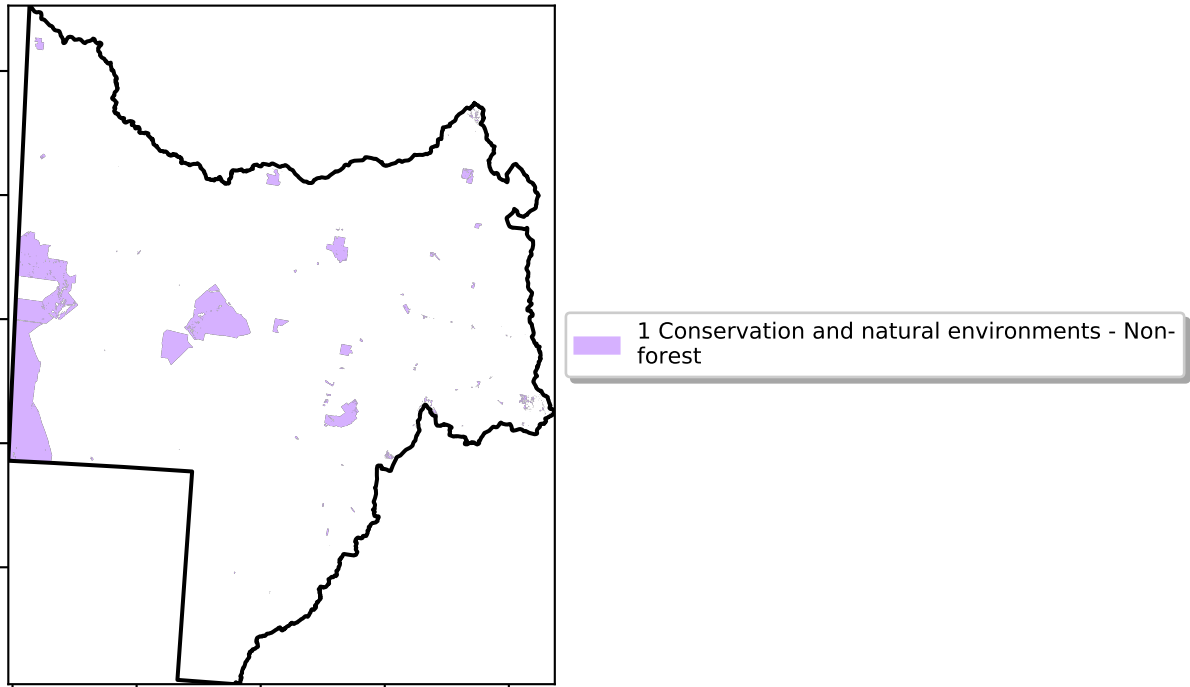 1 Conservation and natural environments - Non-
forest